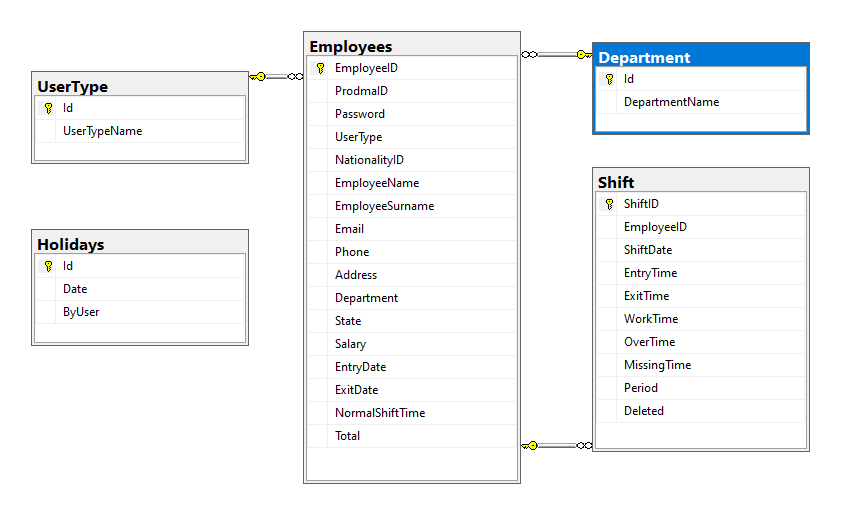 UserType
Id
UserTypeName
Holidays
Id
Date
ByUser
Employees
EmployeeID
ProdmaID
Password
UserType
NationalityID
EmployeeName
EmployeeSurname
Email
Phone
Address
Department
State
Salary
EntryDate
ExitDate
NormalShiftTime
Total
Department
Id
DepartmentName
Shift
ShiftID
EmployeeID
ShiftDate
EntryTime
ExitTime
WorkTime
OverTime
MissingTime
Period
Deleted